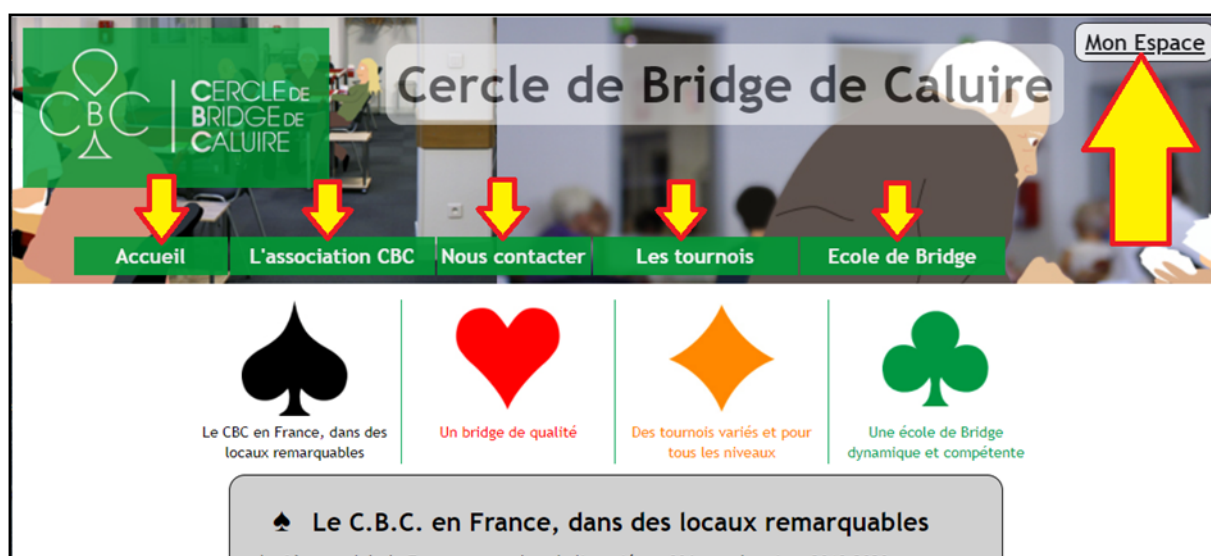 Mon Espace
CBC
CERCLE DE
BRIDGE DE
CALUIRE
Cercle de Bridge de Caluire
Accueil
L'association CBC
Nous contacter
Les tournois
Ecole de Bridge
Le CBC en France, dans des
locaux remarquables
Un bridge de qualité
Des tournois variés et pour
tous les niveaux
Une école de Bridge
dynamique et compétente
♠ Le C.B.C. en France, dans des locaux remarquables